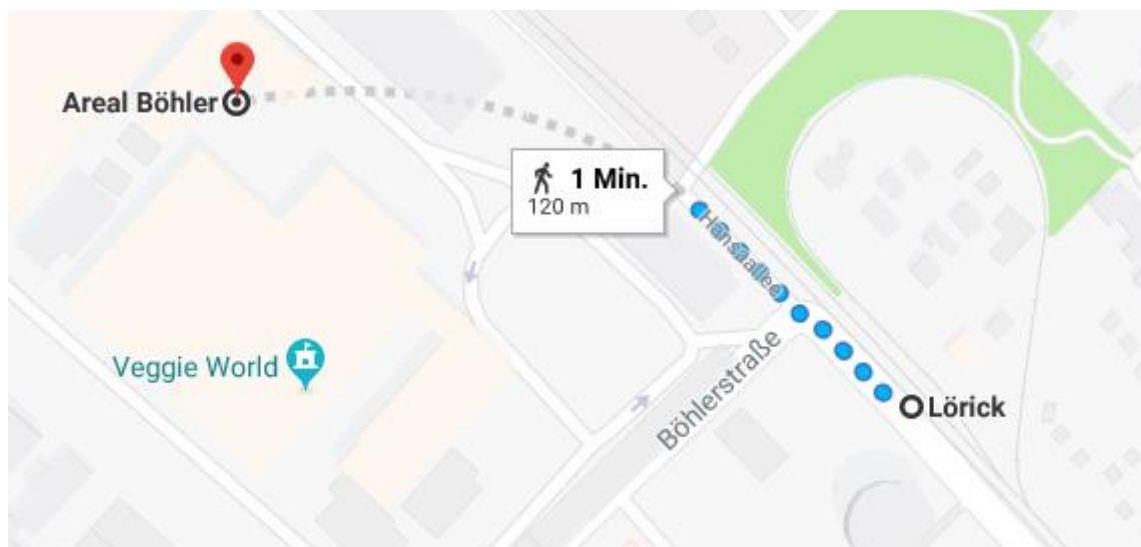 Areal Böhler
1 Min.
120 m
Hansaallee
Veggie World
Böhlerstraße
Lörick